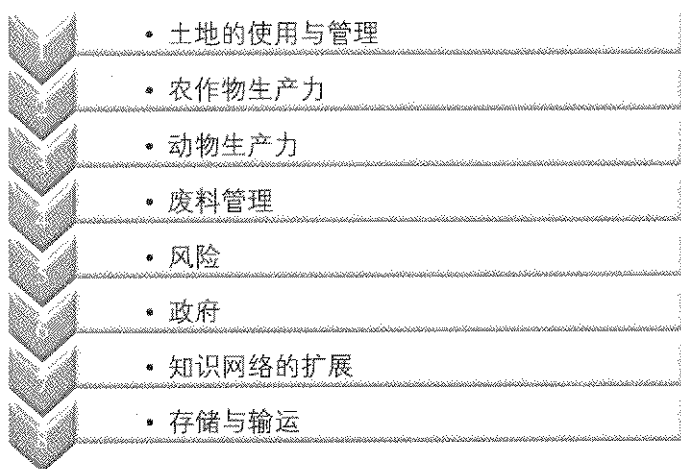 • 土地的使用与管理
• 农作物生产力
• 动物生产力
• 废料管理
• 风险
• 政府
• 知识网络的扩展
• 存储与输运